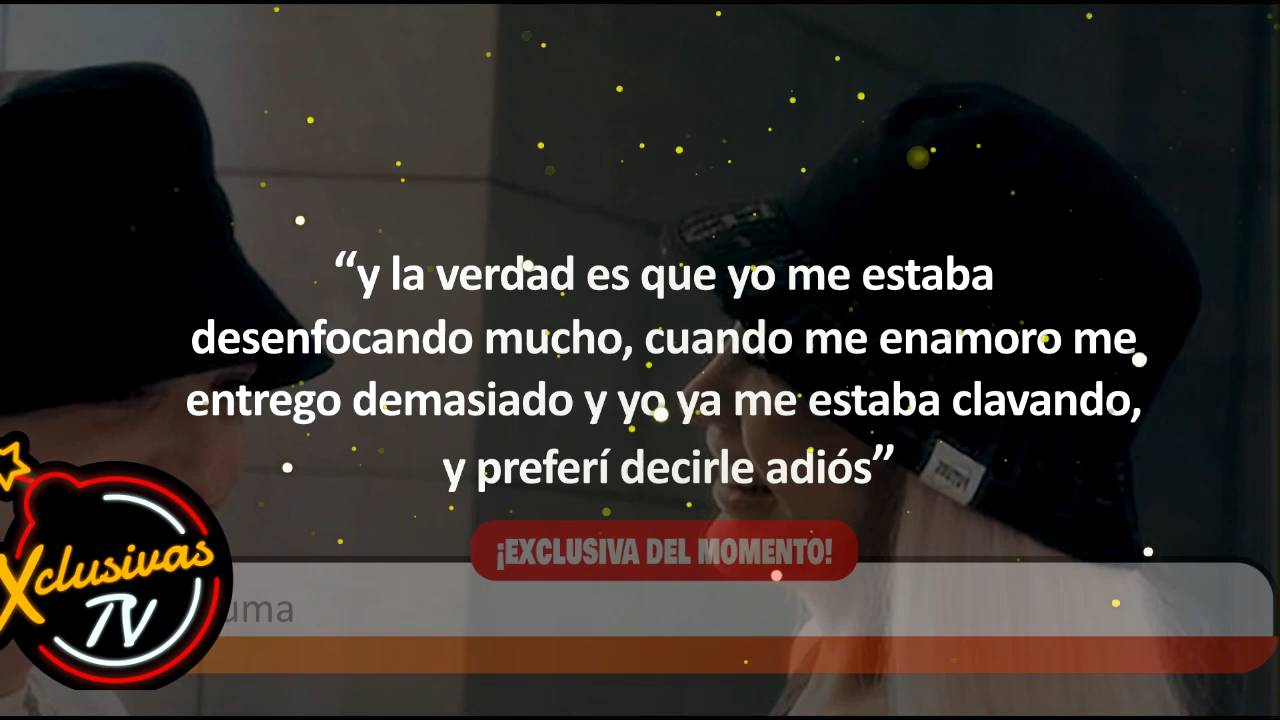 “y la verdad es que yo me estaba
desenfocando mucho, cuando me enamoro me
entrego demasiado y yo ya me estaba clavando,
y preferí decirle adiós”
¡EXCLUSIVA DEL MOMENTO!
Xclusivas
TV